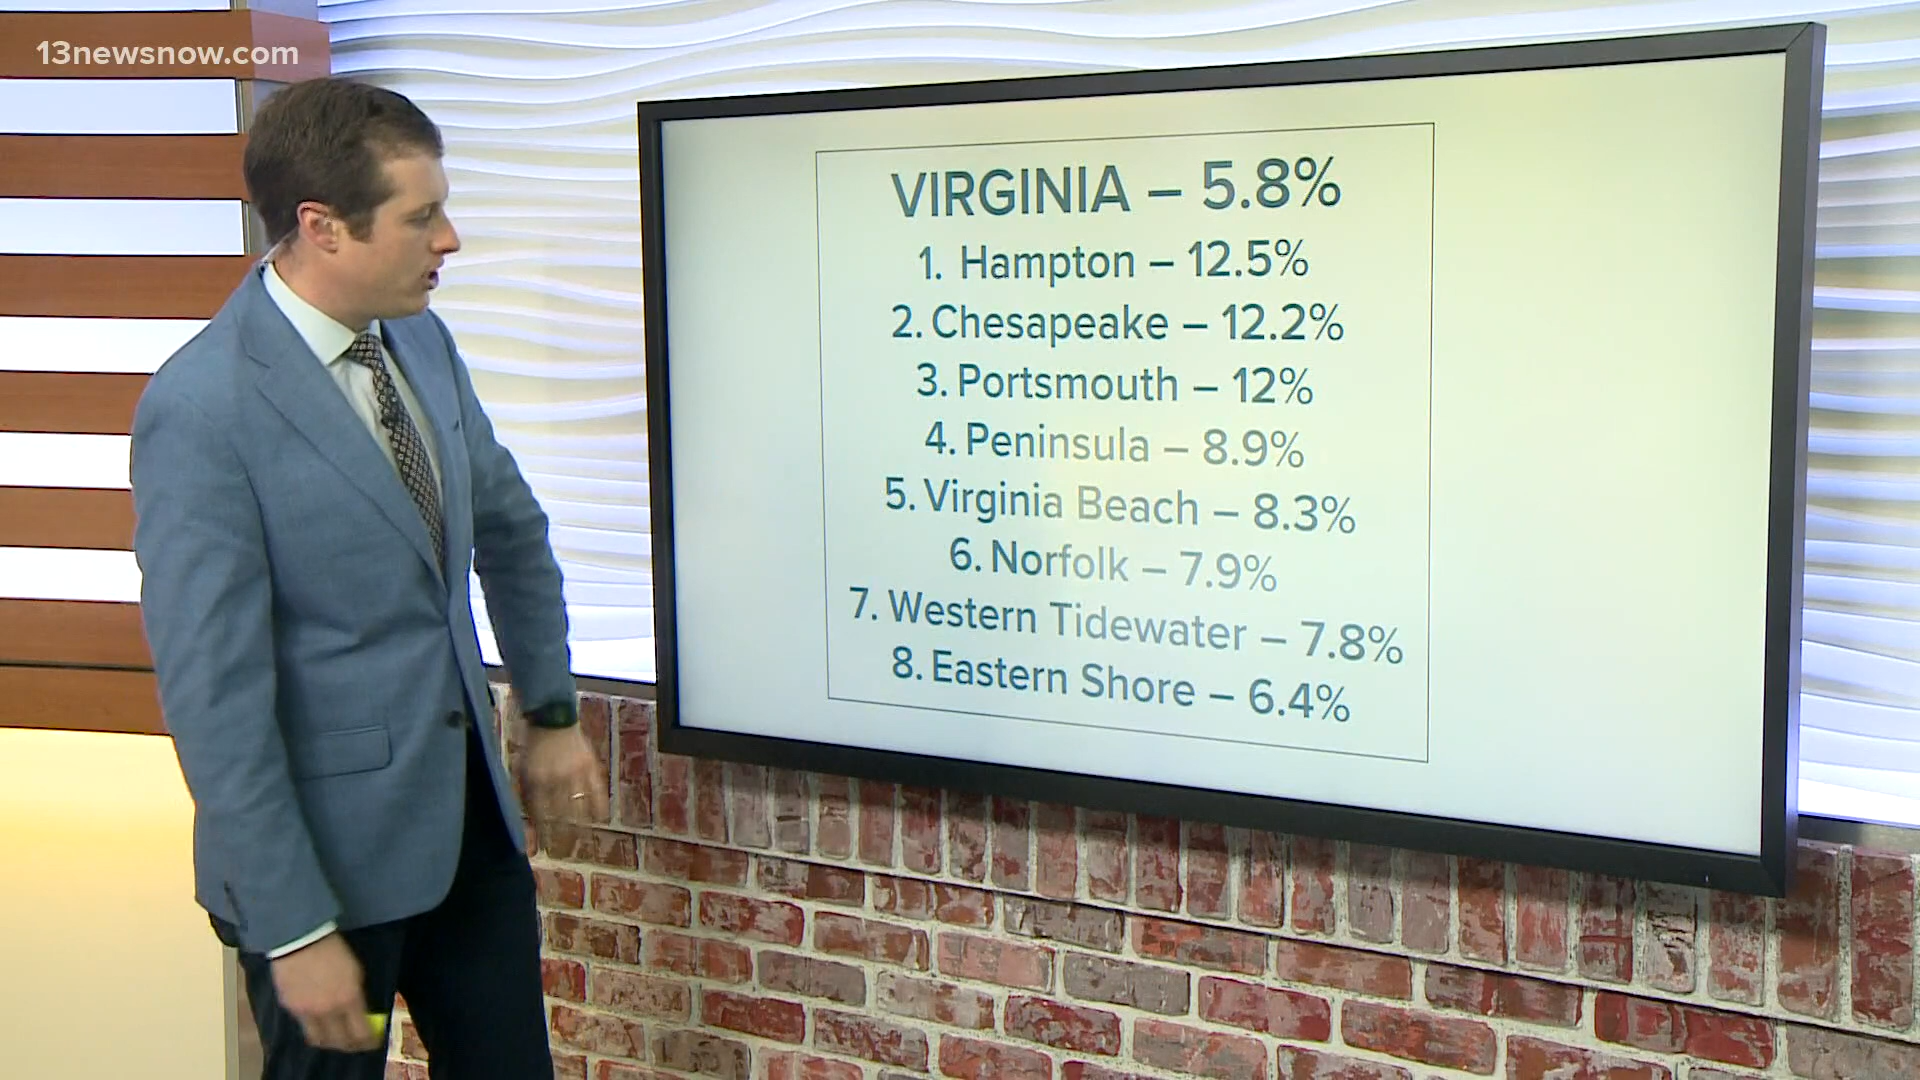 13newsnow.com
VIRGINIA – 5.8%
1. Hampton – 12.5%
2. Chesapeake – 12.2%
3. Portsmouth – 12%
4. Peninsula – 8.9%
5. Virginia Beach – 8.3%
6. Norfolk – 7.9%
7. Western Tidewater – 7.8%
8. Eastern Shore – 6.4%